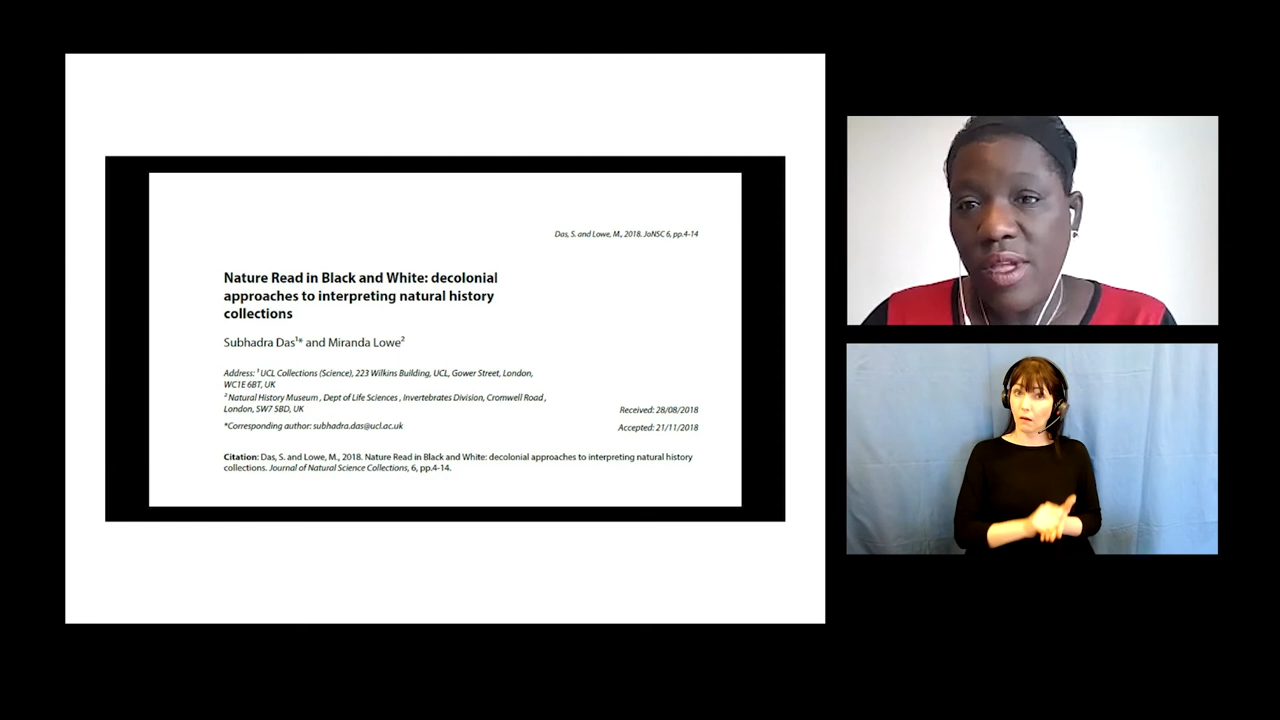 Das, S. and Lowe, M., 2018. JoNSC 6, pp.4-14
Nature Read in Black and White: decolonial
approaches to interpreting natural history
collections
Subhadra Das¹* and Miranda Lowe²
Address: ¹UCL Collections (Science), 223 Wilkins Building, UCL, Gower Street, London,
WC1E 6BT, UK
²Natural History Museum , Dept of Life Sciences , Invertebrates Division, Cromwell Road ,
London, SW7 5BD, UK
*Corresponding author: subhadra.das@ucl.ac.uk
Received: 28/08/2018
Accepted: 21/11/2018
Citation: Das, S. and Lowe, M., 2018. Nature Read in Black and White: decolonial approaches to interpreting natural history
collections. Journal of Natural Science Collections, 6, pp.4-14.